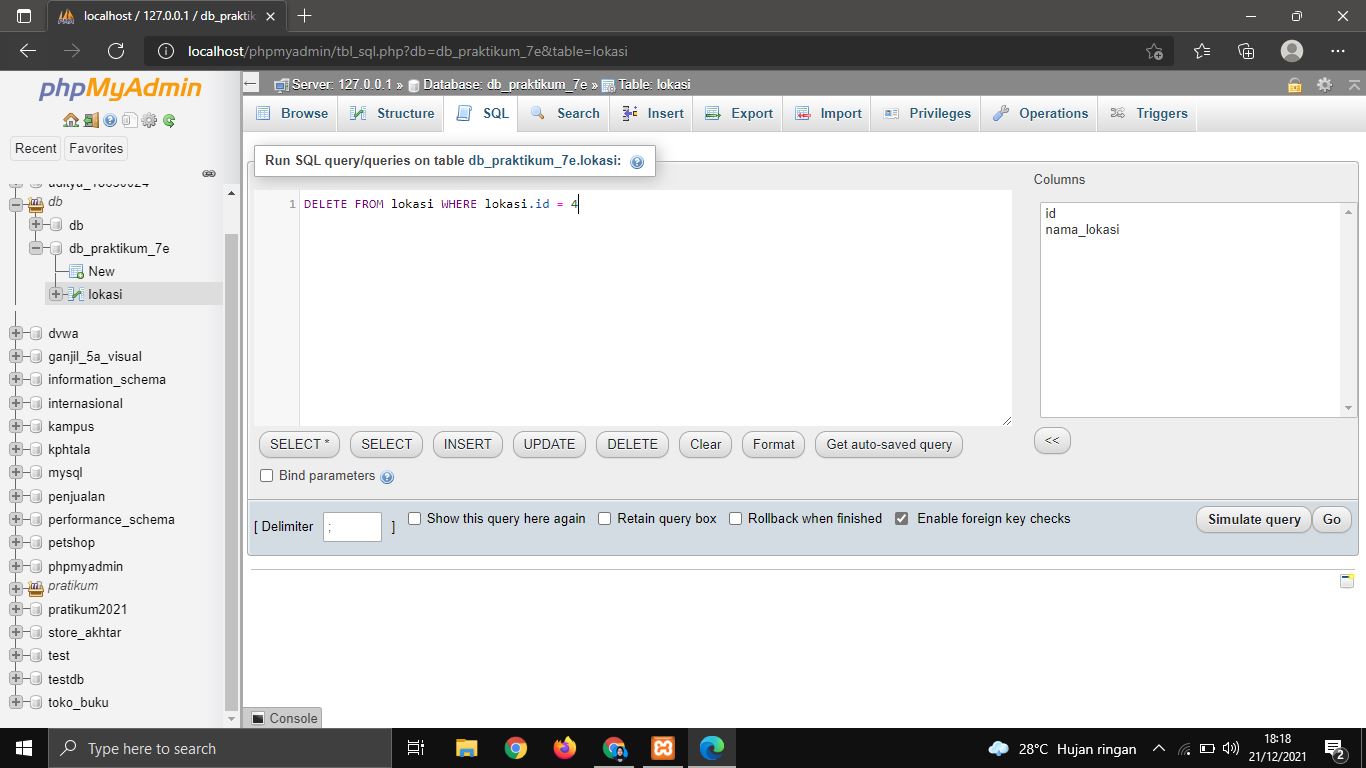 localhost / 127.0.0.1 / db_praktik
localhost/phpmyadmin/tbl_sql.php?db=db_praktikum_7e&table=lokasi
phpMyAdmin
Recent Favorites
aditya_18630024
db
db
db_praktikum_7e
New
lokasi
dvwa
ganjil_5a_visual
information_schema
internasional
kampus
kphtala
mysql
penjualan
performance_schema
petshop
phpmyadmin
pratikum
pratikum2021
store_akhtar
test
testdb
toko_buku
Server: 127.0.0.1 » Database: db_praktikum_7e » Table: lokasi
Browse Structure SQL Search Insert Export Import Privileges Operations Triggers
Run SQL query/queries on table db_praktikum_7e.lokasi:
1 DELETE FROM lokasi WHERE lokasi.id = 4
Columns
id
nama_lokasi
SELECT * SELECT INSERT UPDATE DELETE Clear Format Get auto-saved query <<
Bind parameters
[ Delimiter ; ] Show this query here again Retain query box Rollback when finished Enable foreign key checks Simulate query Go
Console
Type here to search
28°C Hujan ringan
18:18
21/12/2021
2